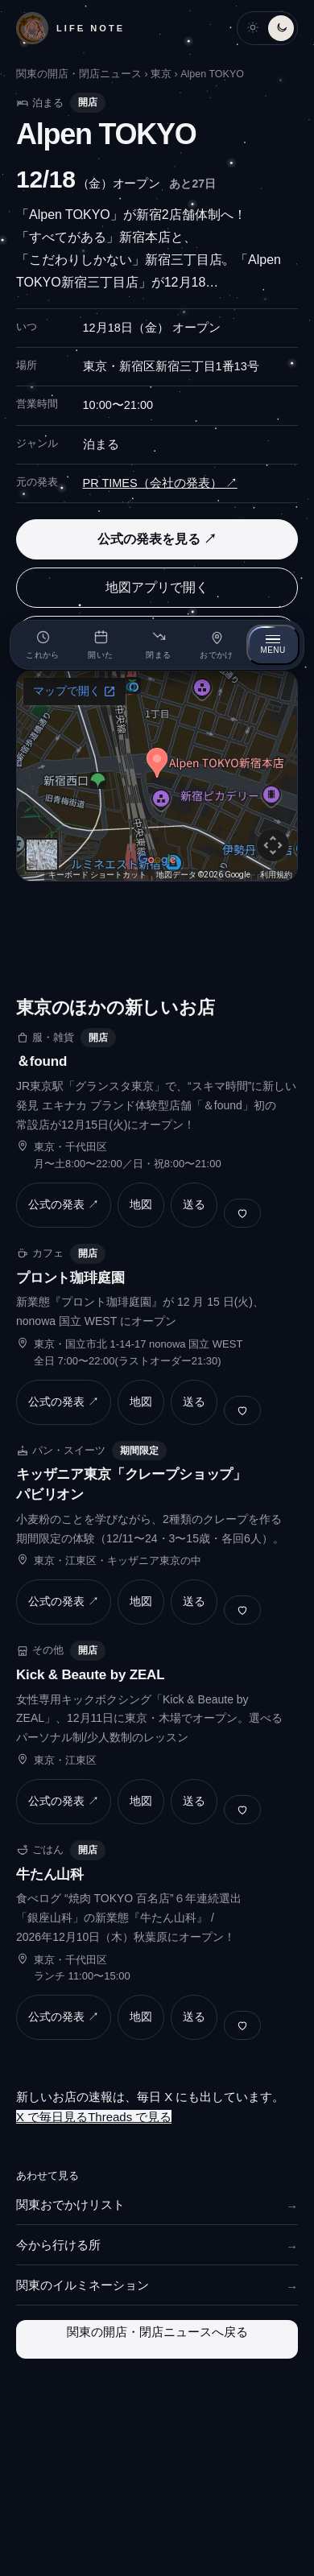 LIFE NOTE
関東の開店・閉店ニュース › 東京 › Alpen TOKYO
泊まる 開店
Alpen TOKYO
12/18（金）オープン あと27日
「Alpen TOKYO」が新宿2店舗体制へ！
「すべてがある」新宿本店と、
「こだわりしかない」新宿三丁目店。「Alpen
TOKYO新宿三丁目店」が12月18…
いつ 12月18日（金） オープン
場所 東京・新宿区新宿三丁目1番13号
営業時間 10:00〜21:00
ジャンル 泊まる
元の発表 PR TIMES（会社の発表） ↗
公式の発表を見る ↗
地図アプリで開く
これから 開いた 閉まる おでかけ MENU
マップで開く
1丁目
中央線
新宿西口
旧青梅街道
Alpen TOKYO新宿本店
新宿ピカデリー
伊勢丹
ルミネエスト新宿
Google
キーボード ショートカット 地図データ ©2026 Google 利用規約
東京のほかの新しいお店
服・雑貨 開店
＆found
JR東京駅「グランスタ東京」で、“スキマ時間”に新しい
発見 エキナカ ブランド体験型店舗「＆found」初の
常設店が12月15日(火)にオープン！
東京・千代田区
月〜土8:00〜22:00／日・祝8:00〜21:00
公式の発表 ↗ 地図 送る
カフェ 開店
プロント珈琲庭園
新業態『プロント珈琲庭園』が 12 月 15 日(火)、
nonowa 国立 WEST にオープン
東京・国立市北 1-14-17 nonowa 国立 WEST
全日 7:00〜22:00(ラストオーダー21:30)
公式の発表 ↗ 地図 送る
パン・スイーツ 期間限定
キッザニア東京「クレープショップ」
パビリオン
小麦粉のことを学びながら、2種類のクレープを作る
期間限定の体験（12/11〜24・3〜15歳・各回6人）。
東京・江東区・キッザニア東京の中
公式の発表 ↗ 地図 送る
その他 開店
Kick & Beaute by ZEAL
女性専用キックボクシング「Kick & Beaute by
ZEAL」、12月11日に東京・木場でオープン。選べる
パーソナル制/少人数制のレッスン
東京・江東区
公式の発表 ↗ 地図 送る
ごはん 開店
牛たん山科
食べログ “焼肉 TOKYO 百名店”６年連続選出
「銀座山科」の新業態『牛たん山科』 /
2026年12月10日（木）秋葉原にオープン！
東京・千代田区
ランチ 11:00〜15:00
公式の発表 ↗ 地図 送る
新しいお店の速報は、毎日 X にも出しています。
X で毎日見るThreads で見る
あわせて見る
関東おでかけリスト →
今から行ける所 →
関東のイルミネーション →
関東の開店・閉店ニュースへ戻る